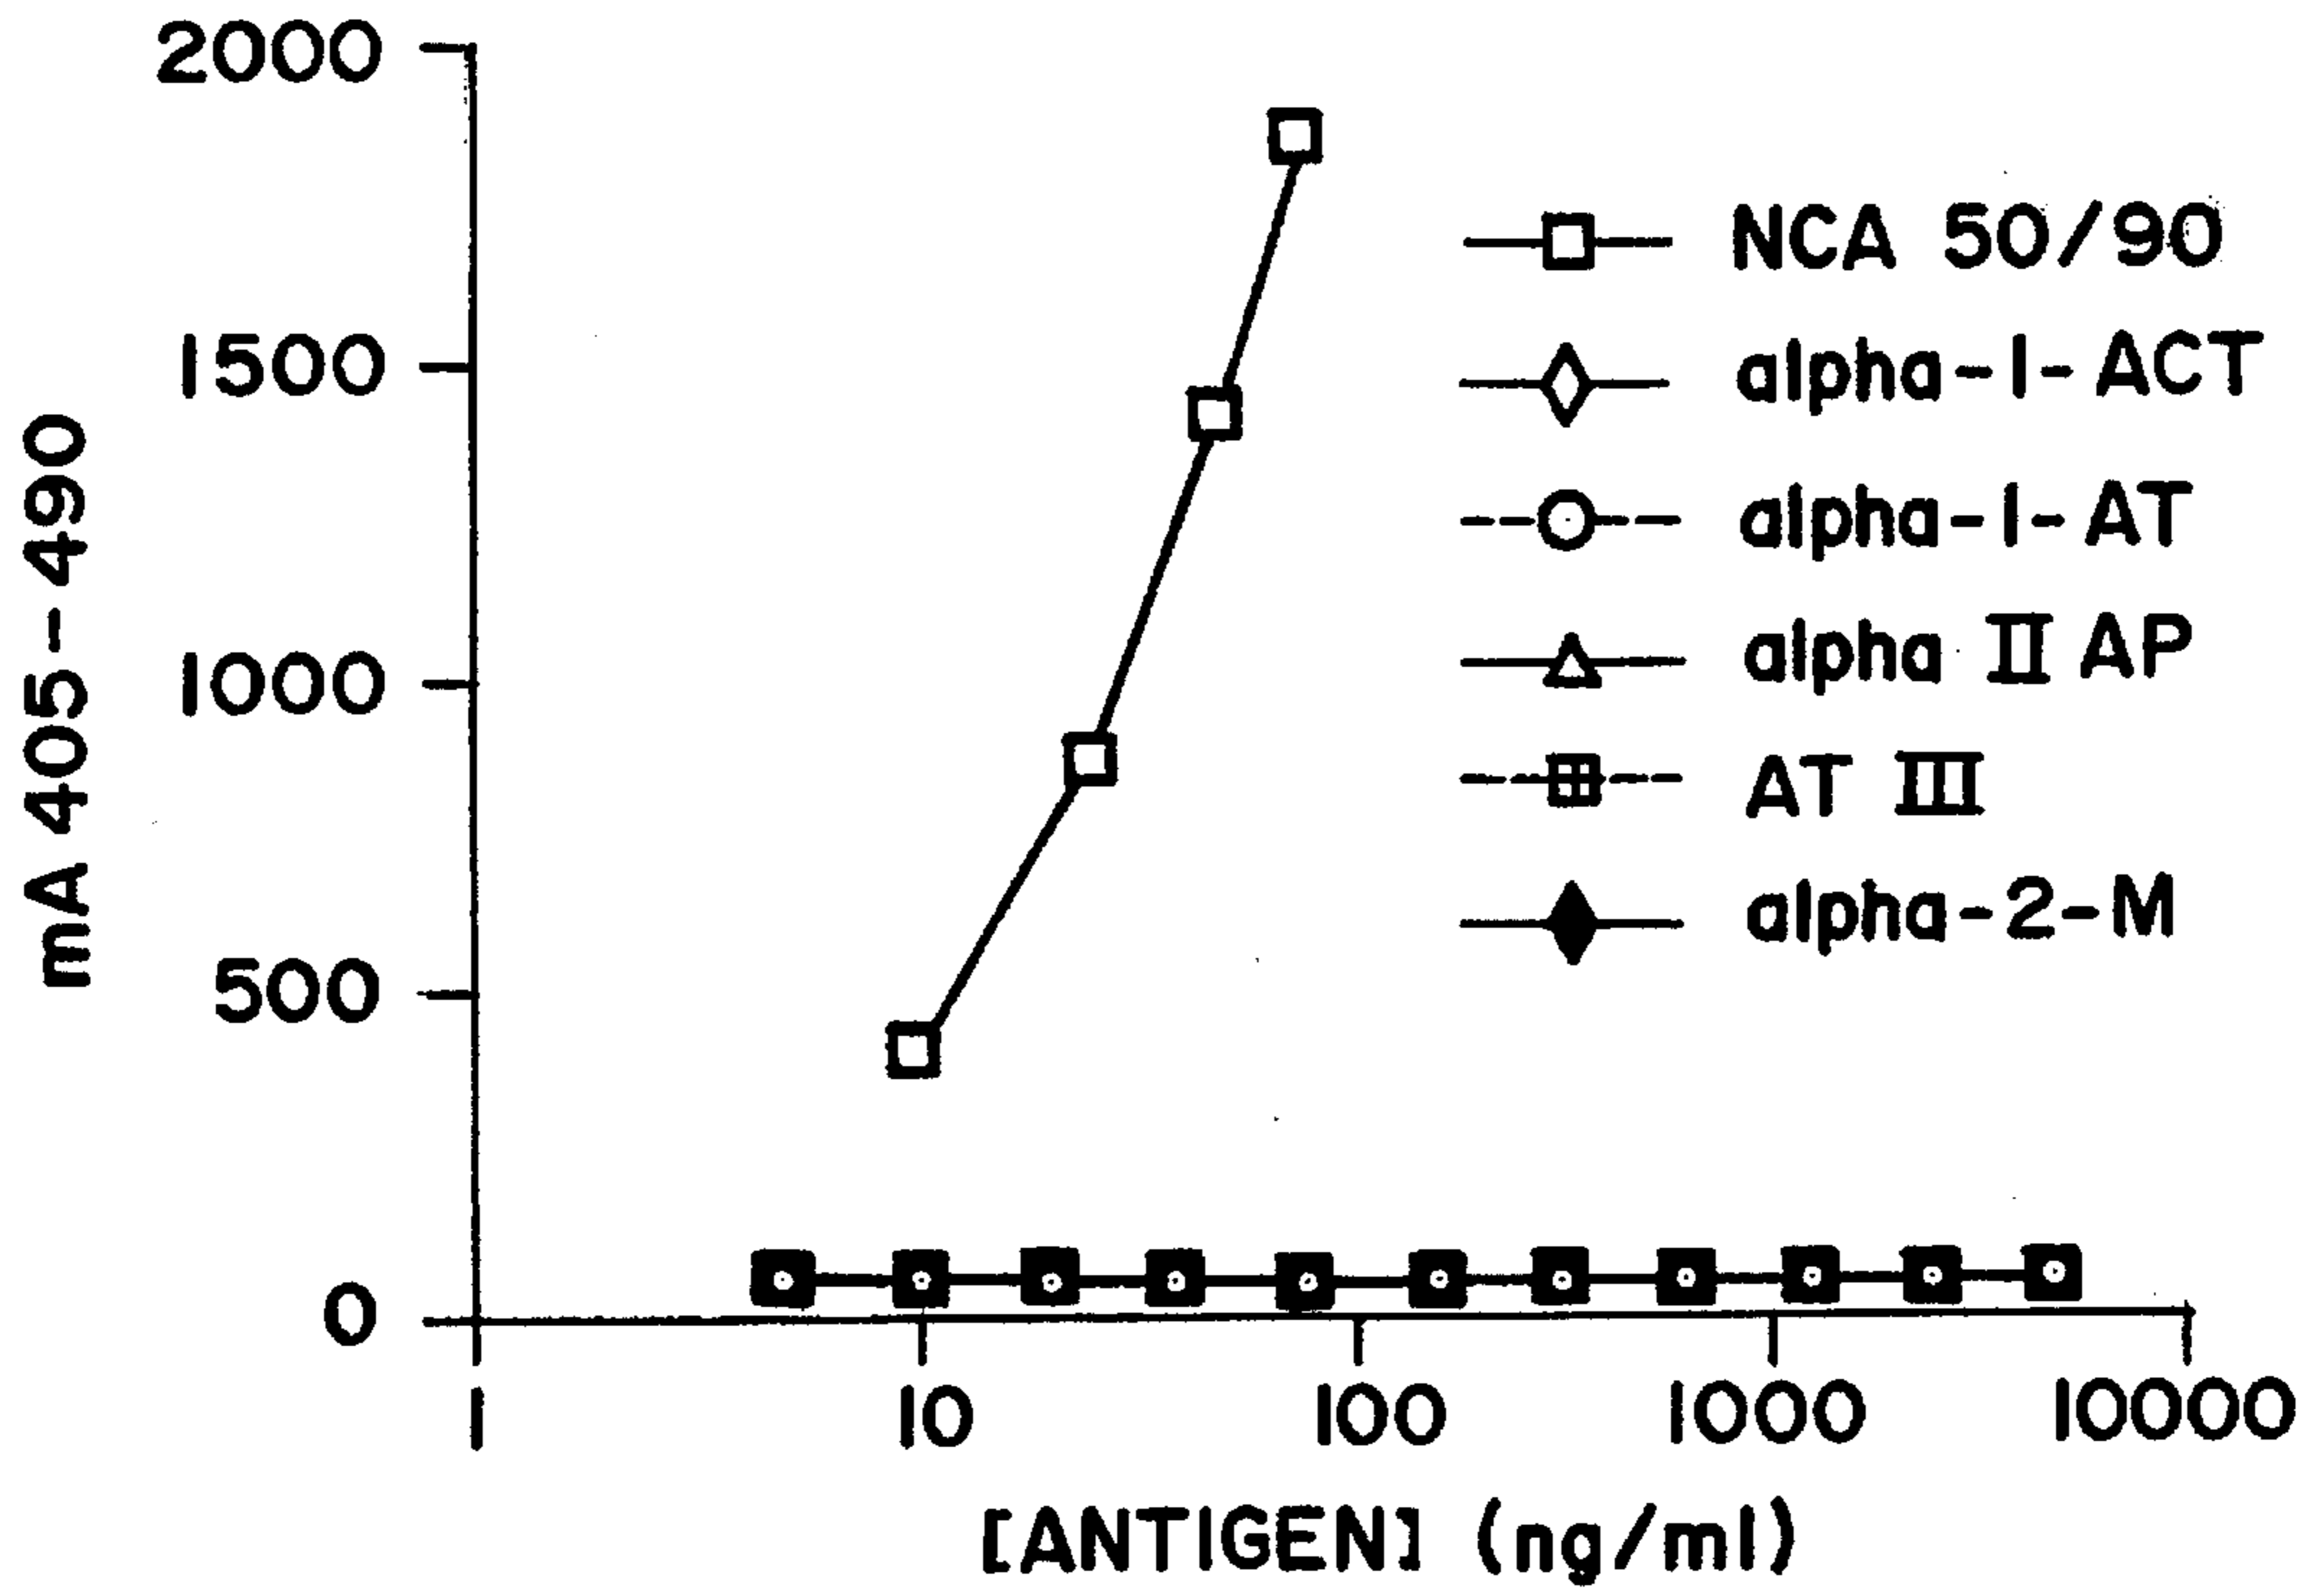 2000
1500
1000
500
0
mA 405-490
NCA 50/90
alpha-1-ACT
alpha-1-AT
alpha II AP
AT III
alpha-2-M
1 10 100 1000 10000
[ANTIGEN] (ng/ml)